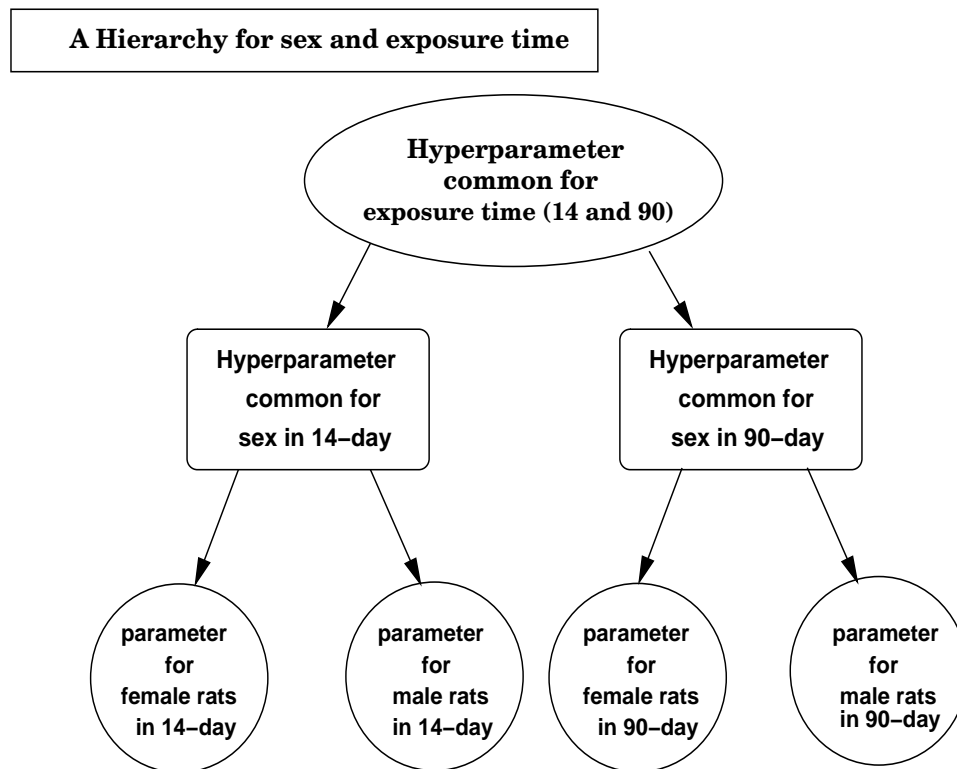 A Hierarchy for sex and exposure time
Hyperparameter
common for
exposure time (14 and 90)
Hyperparameter
common for
sex in 14−day
Hyperparameter
common for
sex in 90−day
parameter
for
female rats
in 14−day
parameter
for
male rats
in 14−day
parameter
for
female rats
in 90−day
parameter
for
male rats
in 90−day